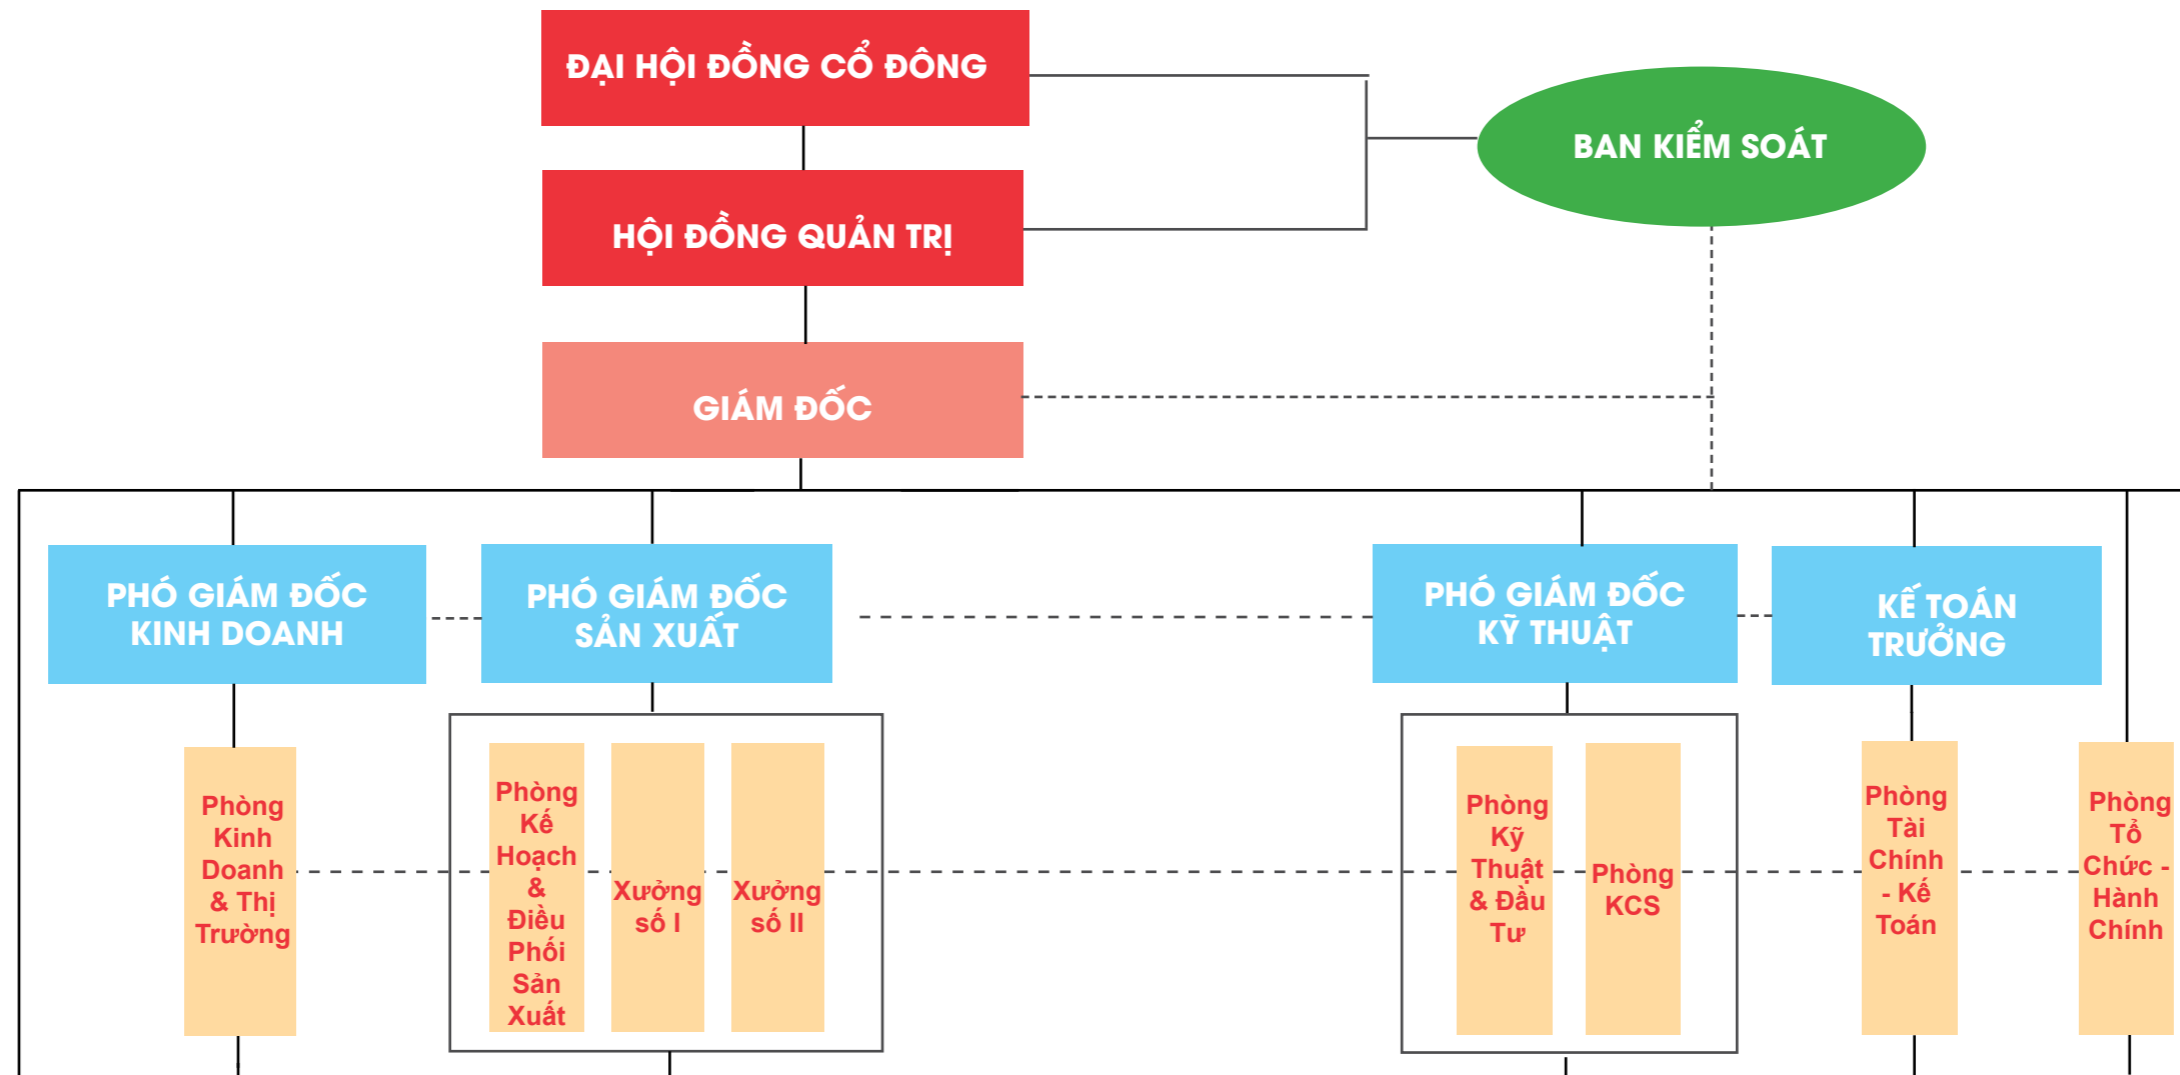 ĐẠI HỘI ĐỒNG CỔ ĐÔNG
BAN KIỂM SOÁT
HỘI ĐỒNG QUẢN TRỊ
GIÁM ĐỐC
PHÓ GIÁM ĐỐC
KINH DOANH
PHÓ GIÁM ĐỐC
SẢN XUẤT
PHÓ GIÁM ĐỐC
KỸ THUẬT
KẾ TOÁN
TRƯỞNG
Phòng
Kinh
Doanh
& Thị
Trường
Phòng
Kế
Hoạch
&
Điều
Phối
Sản
Xuất
Xưởng
số I
Xưởng
số II
Phòng
Kỹ
Thuật
& Đầu
Tư
Phòng
KCS
Phòng
Tài
Chính
- Kế
Toán
Phòng
Tổ
Chức -
Hành
Chính